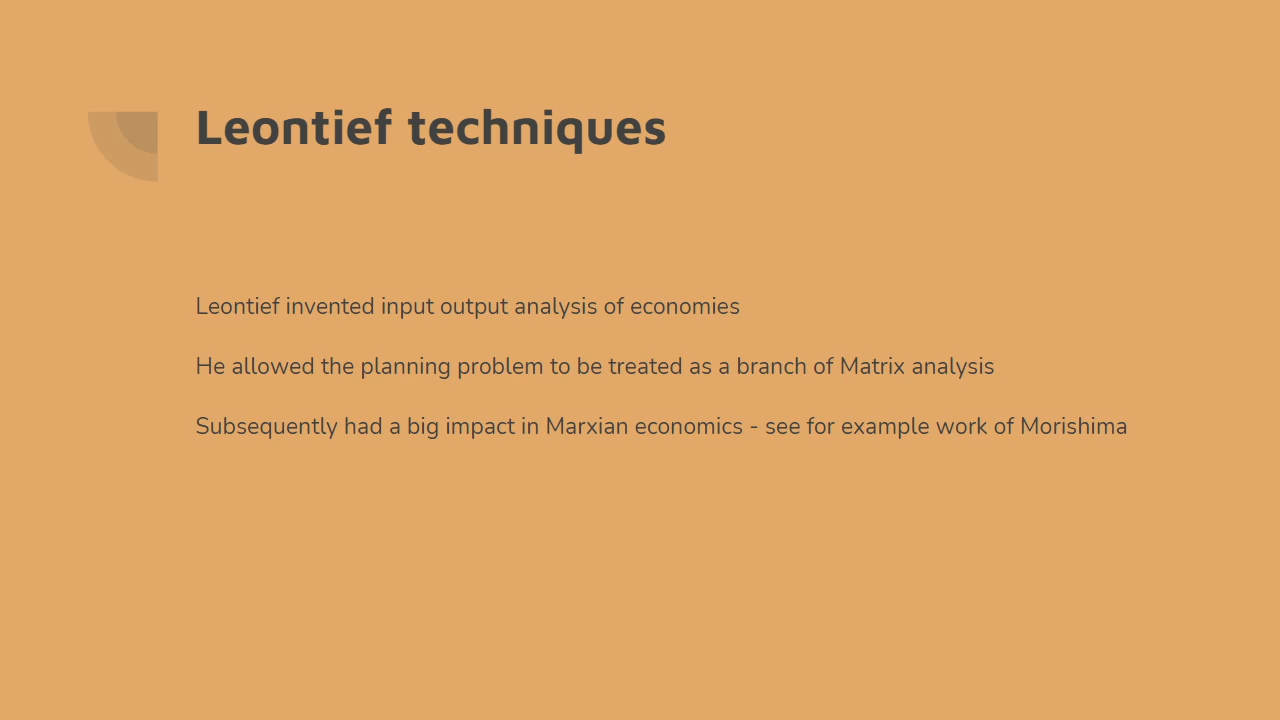 Leontief techniques
Leontief invented input output analysis of economies
He allowed the planning problem to be treated as a branch of Matrix analysis
Subsequently had a big impact in Marxian economics - see for example work of Morishima